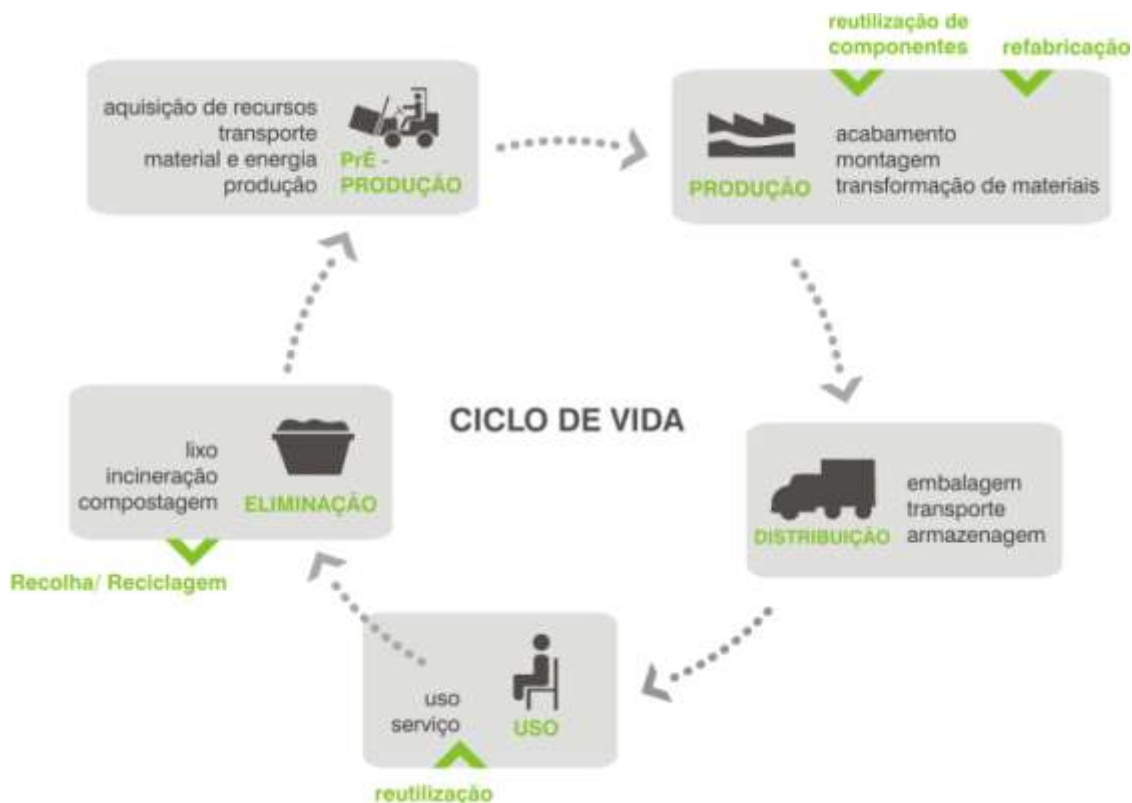 reutilização de
componentes
refabricação
aquisição de recursos
transporte
material e energia
produção
PrÉ -
PRODUÇÃO
PRODUÇÃO
acabamento
montagem
transformação de materiais
CICLO DE VIDA
lixo
incineração
compostagem
ELIMINAÇÃO
Recolha/ Reciclagem
DISTRIBUIÇÃO
embalagem
transporte
armazenagem
uso
serviço
USO
reutilização